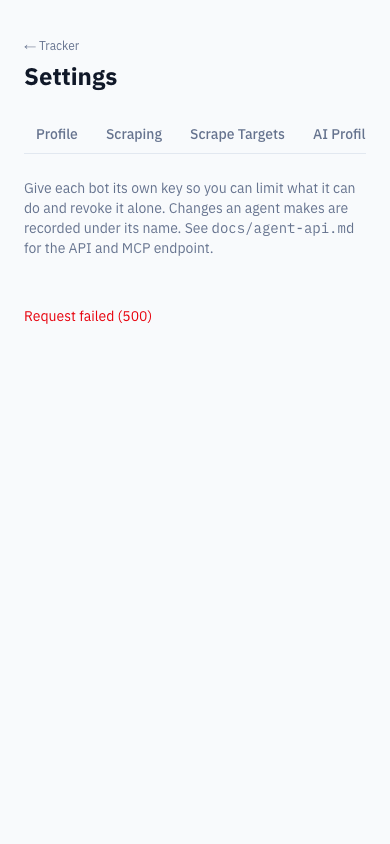 ← Tracker
Settings
Profile Scraping Scrape Targets AI Profil
Give each bot its own key so you can limit what it can
do and revoke it alone. Changes an agent makes are
recorded under its name. See docs/agent-api.md
for the API and MCP endpoint.
Request failed (500)